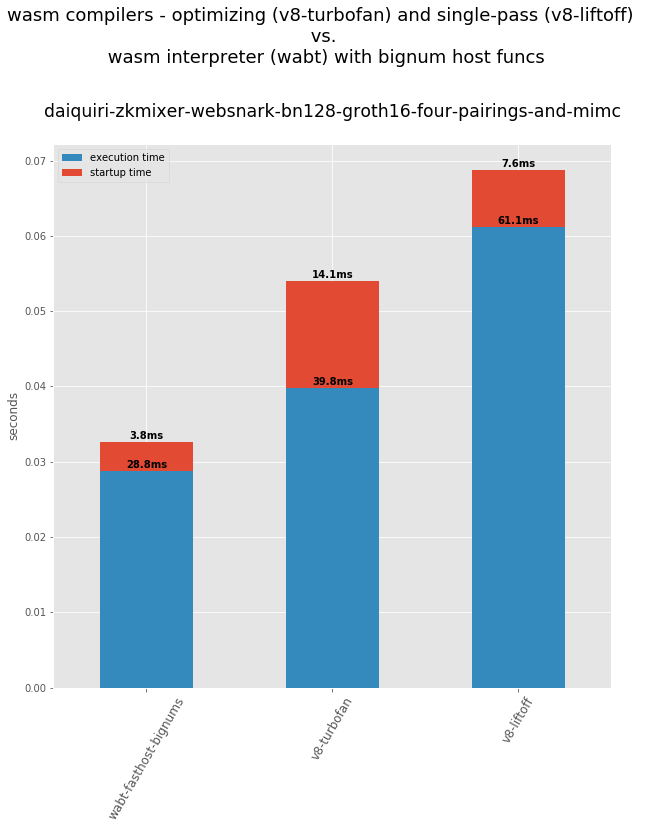 wasm compilers - optimizing (v8-turbofan) and single-pass (v8-liftoff)
vs.
wasm interpreter (wabt) with bignum host funcs
daiquiri-zkmixer-websnark-bn128-groth16-four-pairings-and-mimc
execution time
startup time
0.07
0.06
0.05
0.04
0.03
0.02
0.01
0.00
seconds
3.8ms
28.8ms
14.1ms
39.8ms
7.6ms
61.1ms
wabt-fasthost-bignums
v8-turbofan
v8-liftoff